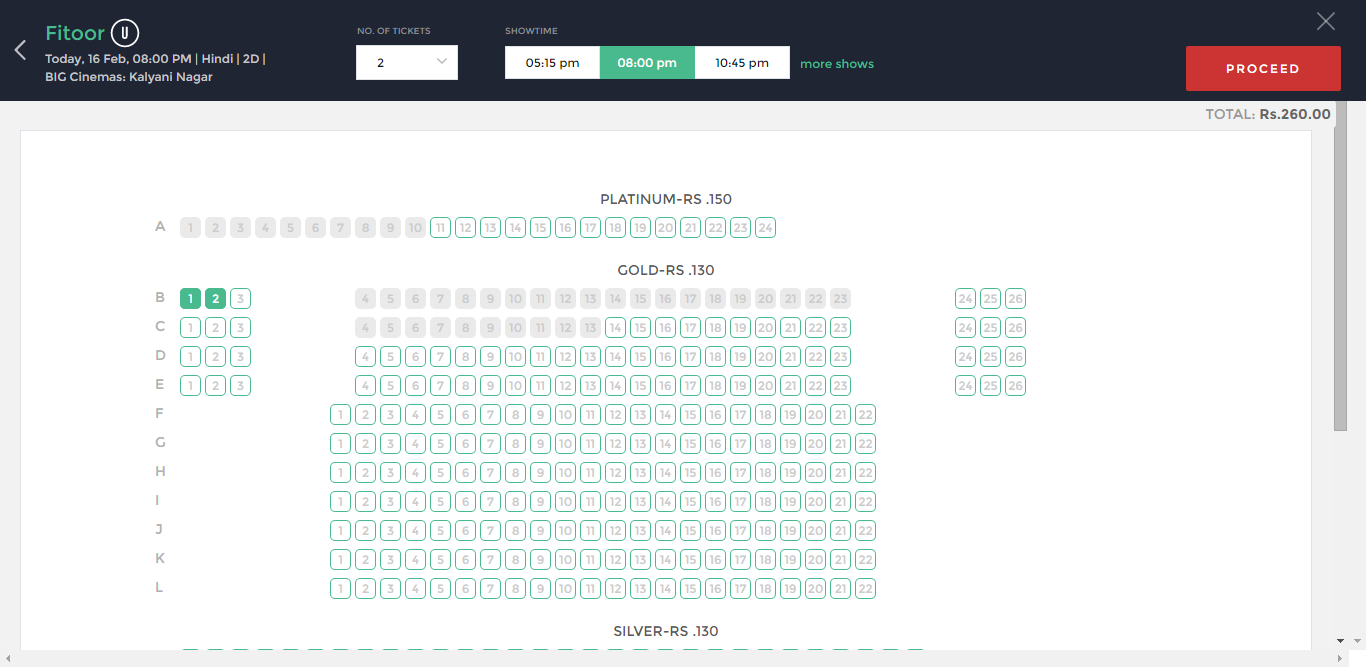 Fitoor U
Today, 16 Feb, 08:00 PM | Hindi | 2D |
BIG Cinemas: Kalyani Nagar
NO. OF TICKETS
2
SHOWTIME
05:15 pm 08:00 pm 10:45 pm more shows
PROCEED
TOTAL: Rs.260.00
PLATINUM-RS .150
A 1 2 3 4 5 6 7 8 9 10 11 12 13 14 15 16 17 18 19 20 21 22 23 24
GOLD-RS .130
B 1 2 3 4 5 6 7 8 9 10 11 12 13 14 15 16 17 18 19 20 21 22 23 24 25 26
C 1 2 3 4 5 6 7 8 9 10 11 12 13 14 15 16 17 18 19 20 21 22 23 24 25 26
D 1 2 3 4 5 6 7 8 9 10 11 12 13 14 15 16 17 18 19 20 21 22 23 24 25 26
E 1 2 3 4 5 6 7 8 9 10 11 12 13 14 15 16 17 18 19 20 21 22 23 24 25 26
F 1 2 3 4 5 6 7 8 9 10 11 12 13 14 15 16 17 18 19 20 21 22
G 1 2 3 4 5 6 7 8 9 10 11 12 13 14 15 16 17 18 19 20 21 22
H 1 2 3 4 5 6 7 8 9 10 11 12 13 14 15 16 17 18 19 20 21 22
I 1 2 3 4 5 6 7 8 9 10 11 12 13 14 15 16 17 18 19 20 21 22
J 1 2 3 4 5 6 7 8 9 10 11 12 13 14 15 16 17 18 19 20 21 22
K 1 2 3 4 5 6 7 8 9 10 11 12 13 14 15 16 17 18 19 20 21 22
L 1 2 3 4 5 6 7 8 9 10 11 12 13 14 15 16 17 18 19 20 21 22
SILVER-RS .130